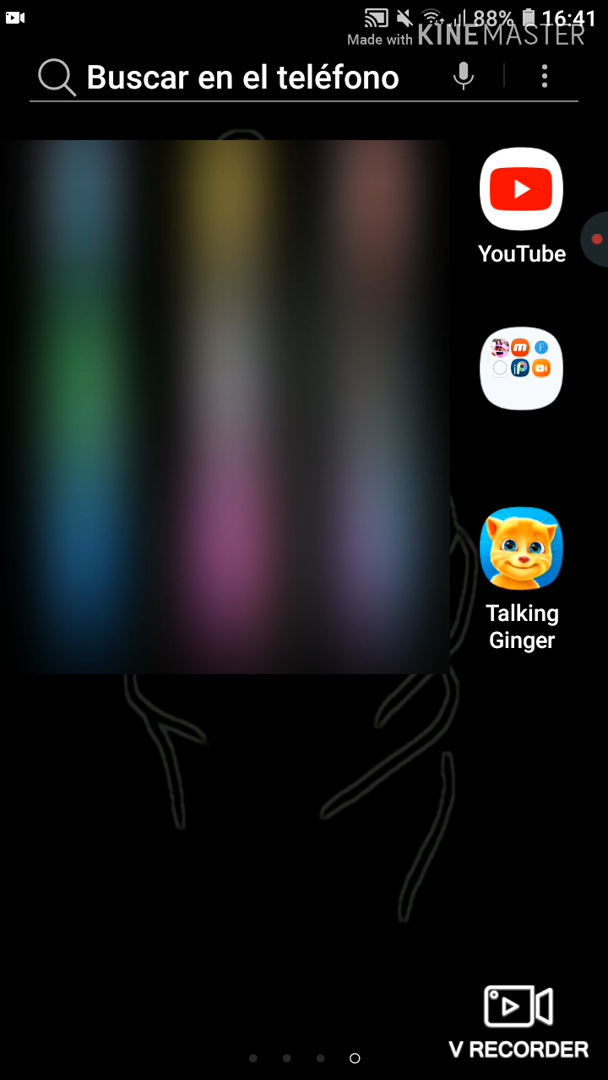 88% 16:41
Made with KINEMASTER
Buscar en el teléfono
YouTube
Talking
Ginger
V RECORDER